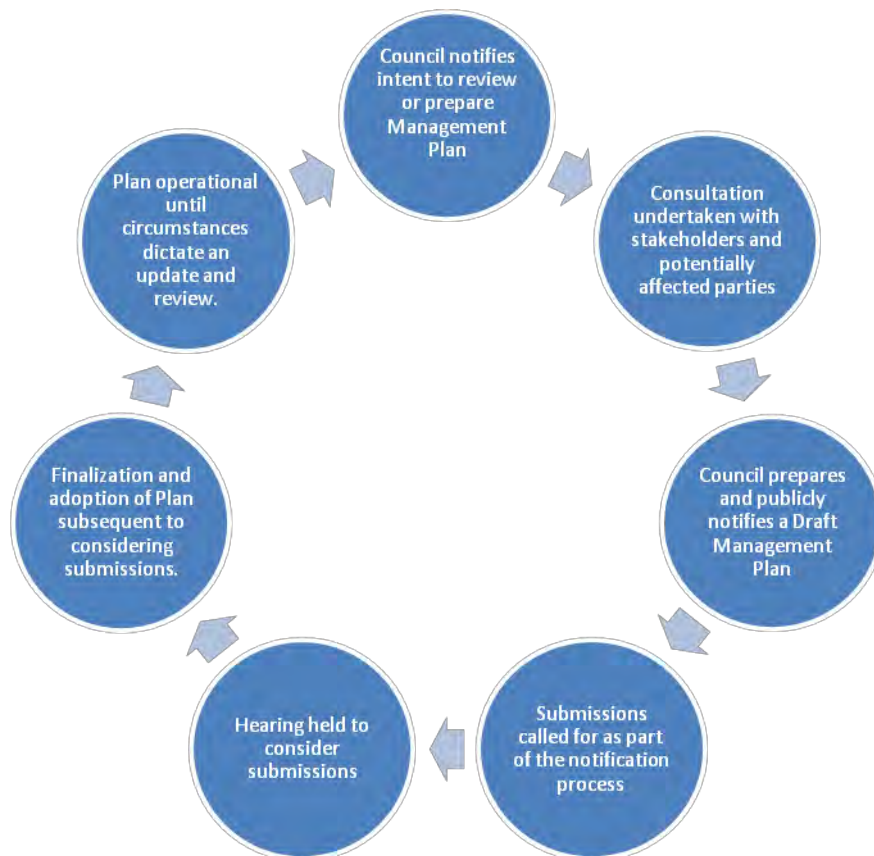 Council notifies
intent to review
or prepare
Management
Plan
Consultation
undertaken with
stakeholders and
potentially
affected parties
Council prepares
and publicly
notifies a Draft
Management
Plan
Submissions
called for as part
of the notification
process
Hearing held to
consider
submissions
Finalization and
adoption of Plan
subsequent to
considering
submissions.
Plan operational
until
circumstances
dictate an
update and
review.